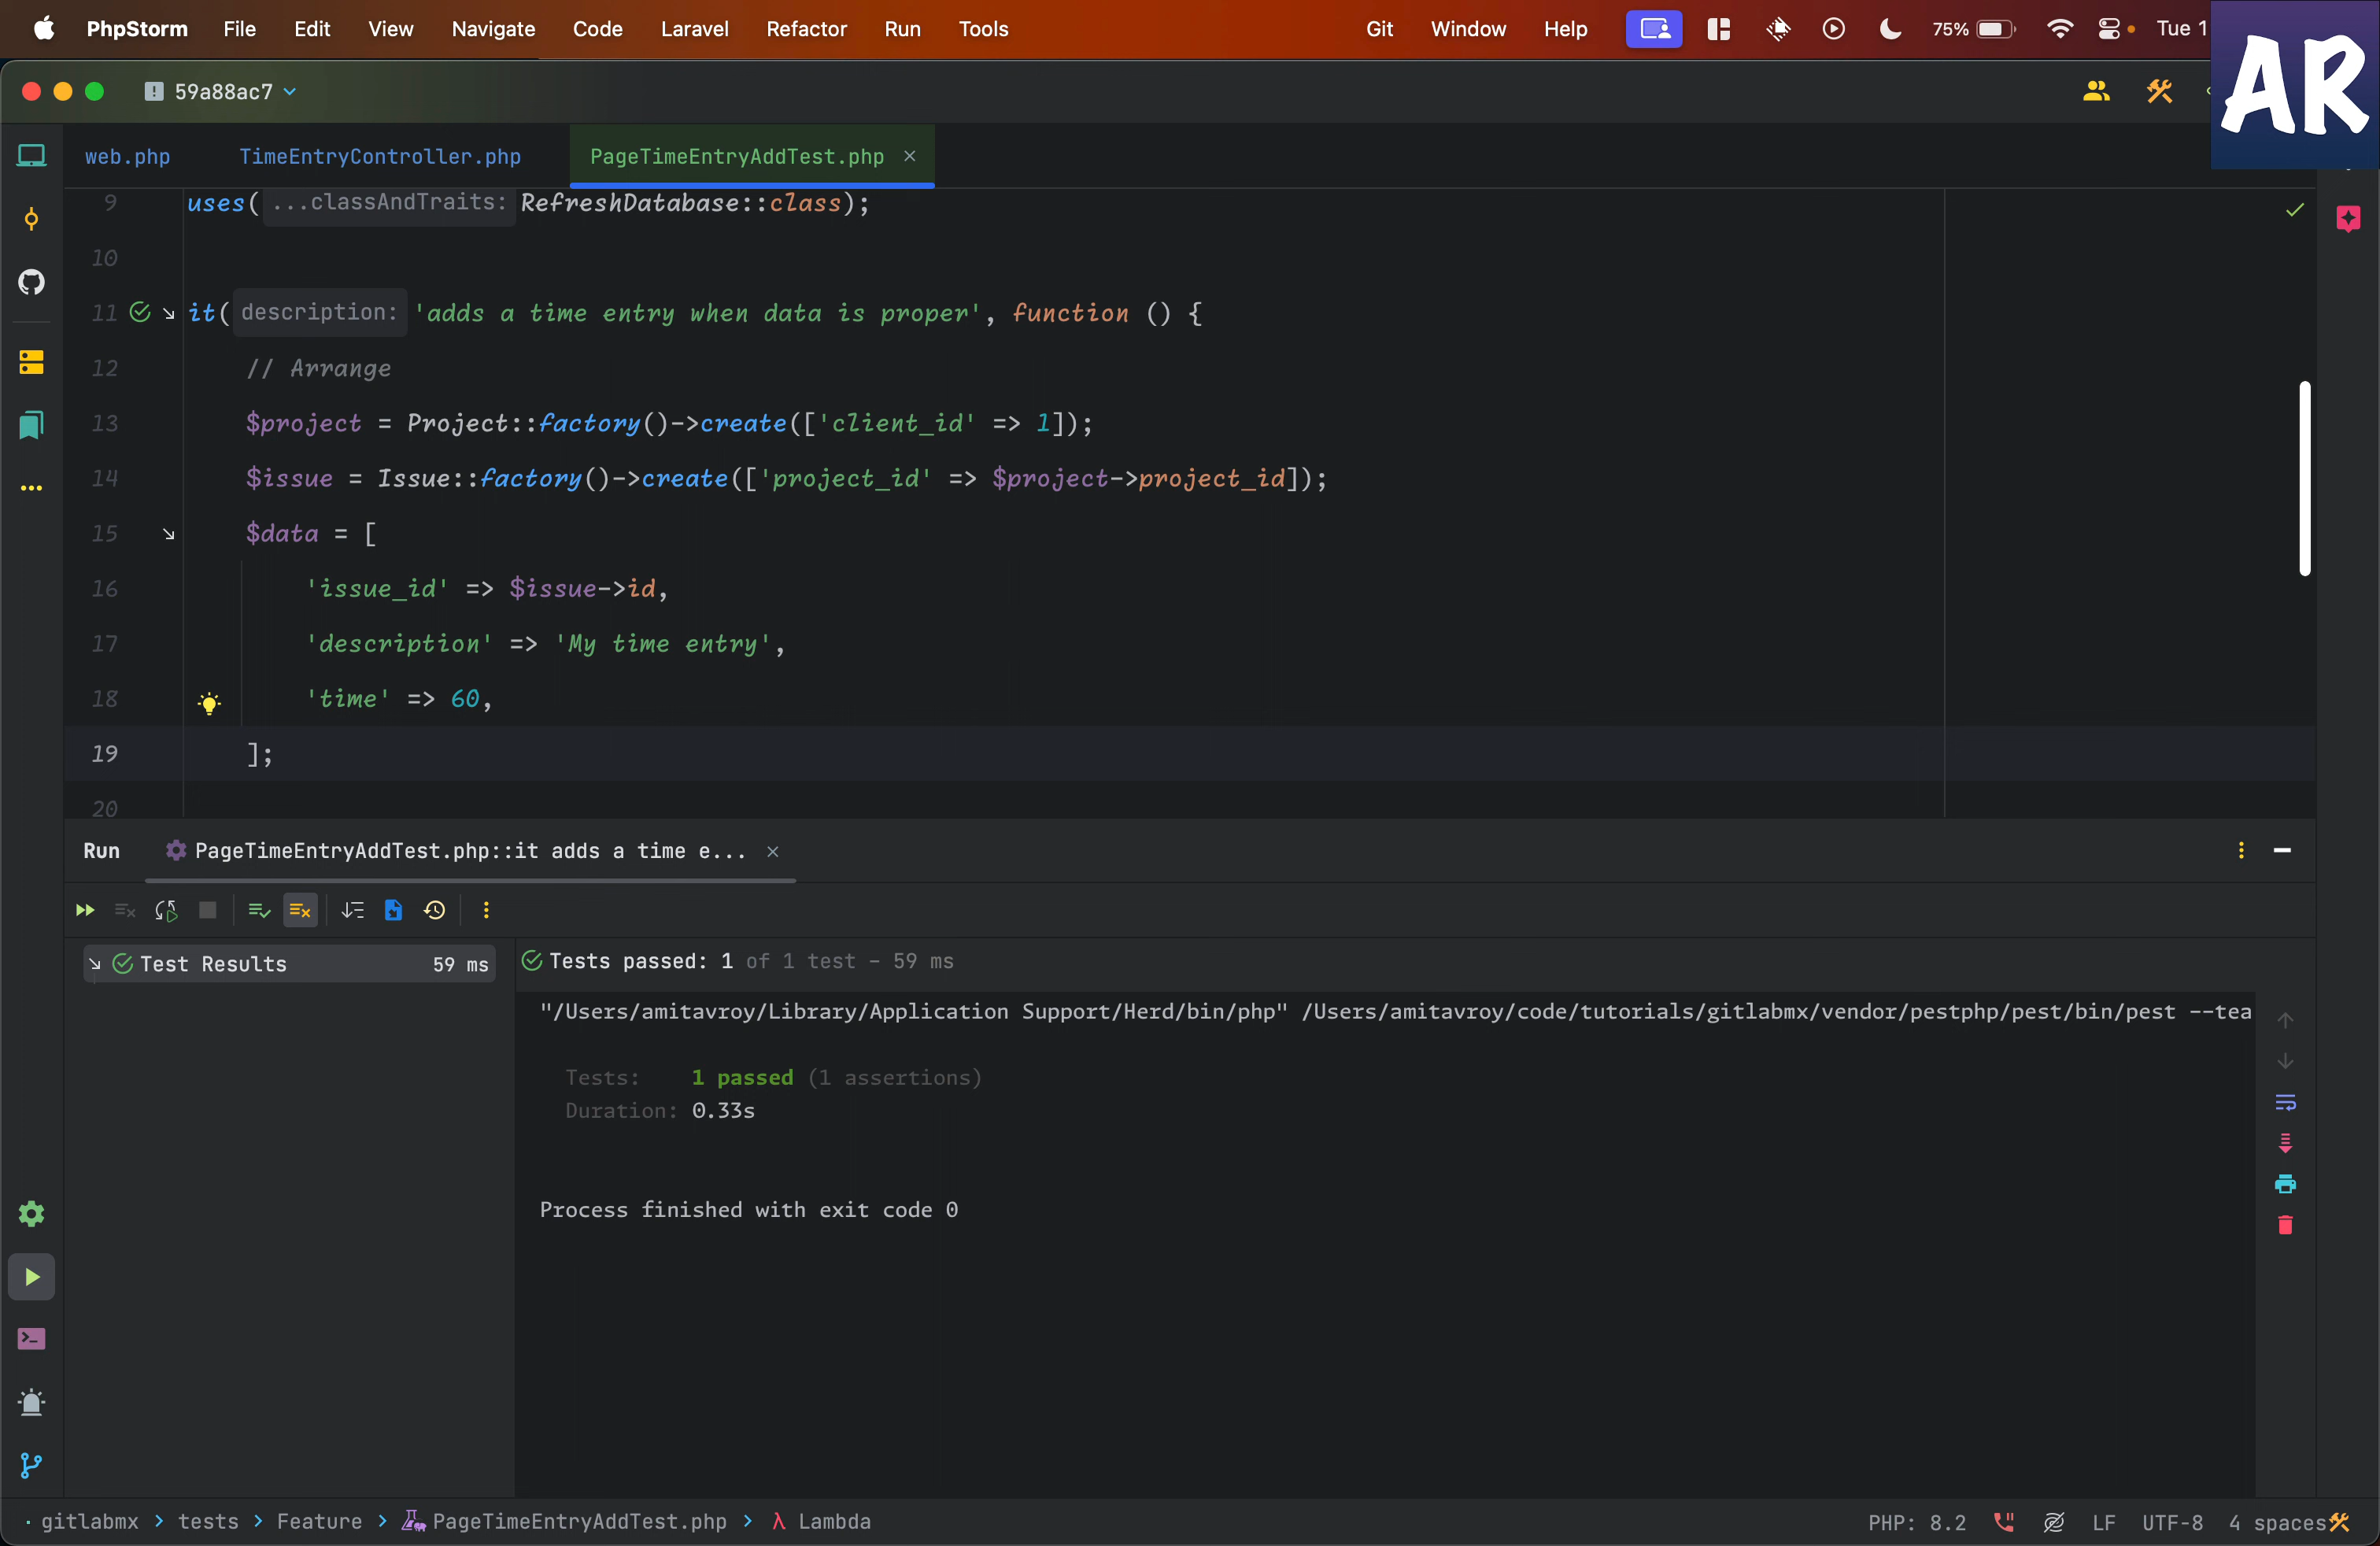 PhpStorm File Edit View Navigate Code Laravel Refactor Run Tools Git Window Help 75% Tue 1
AR
59a88ac7
web.php TimeEntryController.php PageTimeEntryAddTest.php
9 uses( ...classAndTraits: RefreshDatabase::class);
10
11 it( description: 'adds a time entry when data is proper', function () {
12 // Arrange
13 $project = Project::factory()->create(['client_id' => 1]);
14 $issue = Issue::factory()->create(['project_id' => $project->project_id]);
15 $data = [
16 'issue_id' => $issue->id,
17 'description' => 'My time entry',
18 'time' => 60,
19 ];
20
Run PageTimeEntryAddTest.php::it adds a time e...
Test Results 59 ms
Tests passed: 1 of 1 test – 59 ms
"/Users/amitavroy/Library/Application Support/Herd/bin/php" /Users/amitavroy/code/tutorials/gitlabmx/vendor/pestphp/pest/bin/pest --tea
Tests: 1 passed (1 assertions)
Duration: 0.33s
Process finished with exit code 0
gitlabmx > tests > Feature > PageTimeEntryAddTest.php > λ Lambda
PHP: 8.2 LF UTF-8 4 spaces